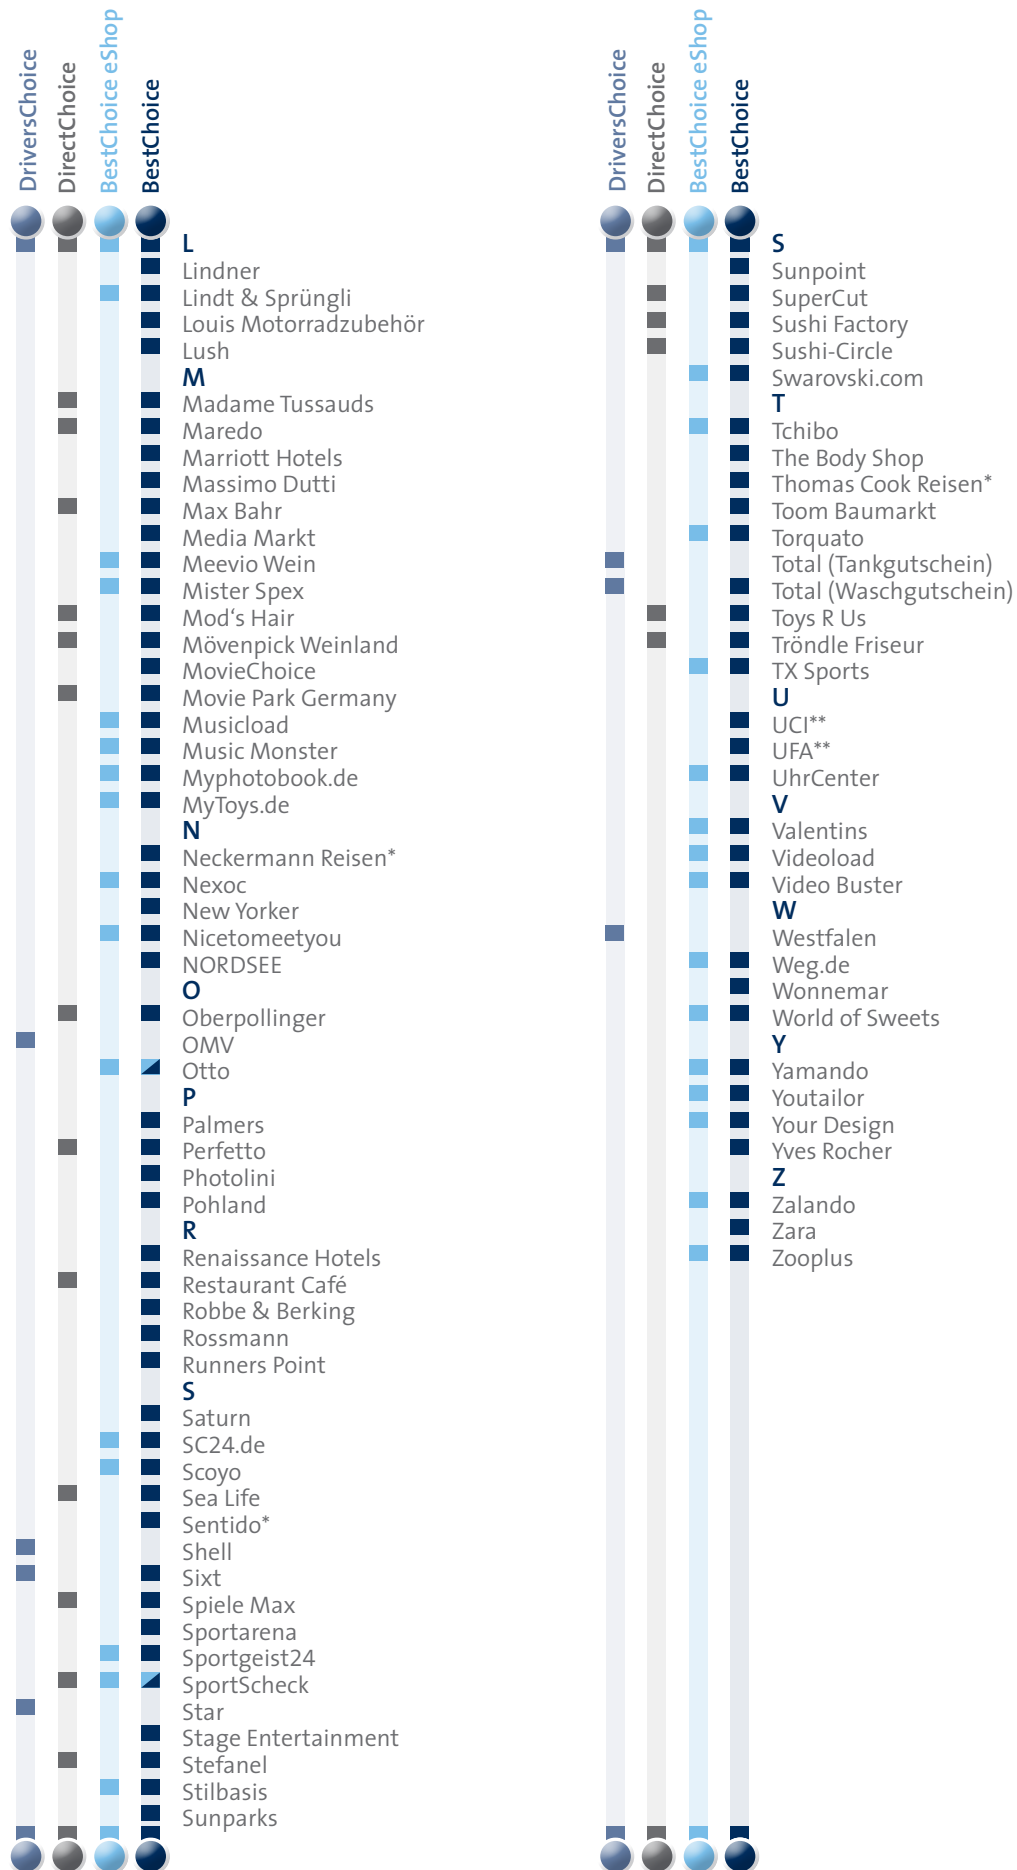 DriversChoice
DirectChoice
BestChoice eShop
BestChoice
L
Lindner
Lindt & Sprüngli
Louis Motorradzubehör
Lush
M
Madame Tussauds
Maredo
Marriott Hotels
Massimo Dutti
Max Bahr
Media Markt
Meevio Wein
Mister Spex
Mod‘s Hair
Mövenpick Weinland
MovieChoice
Movie Park Germany
Musicload
Music Monster
Myphotobook.de
MyToys.de
N
Neckermann Reisen*
Nexoc
New Yorker
Nicetomeetyou
NORDSEE
O
Oberpollinger
OMV
Otto
P
Palmers
Perfetto
Photolini
Pohland
R
Renaissance Hotels
Restaurant Café
Robbe & Berking
Rossmann
Runners Point
S
Saturn
SC24.de
Scoyo
Sea Life
Sentido*
Shell
Sixt
Spiele Max
Sportarena
Sportgeist24
SportScheck
Star
Stage Entertainment
Stefanel
Stilbasis
Sunparks
DriversChoice
DirectChoice
BestChoice eShop
BestChoice
S
Sunpoint
SuperCut
Sushi Factory
Sushi-Circle
Swarovski.com
T
Tchibo
The Body Shop
Thomas Cook Reisen*
Toom Baumarkt
Torquato
Total (Tankgutschein)
Total (Waschgutschein)
Toys R Us
Tröndle Friseur
TX Sports
U
UCI**
UFA**
UhrCenter
V
Valentins
Videoload
Video Buster
W
Westfalen
Weg.de
Wonnemar
World of Sweets
Y
Yamando
Youtailor
Your Design
Yves Rocher
Z
Zalando
Zara
Zooplus